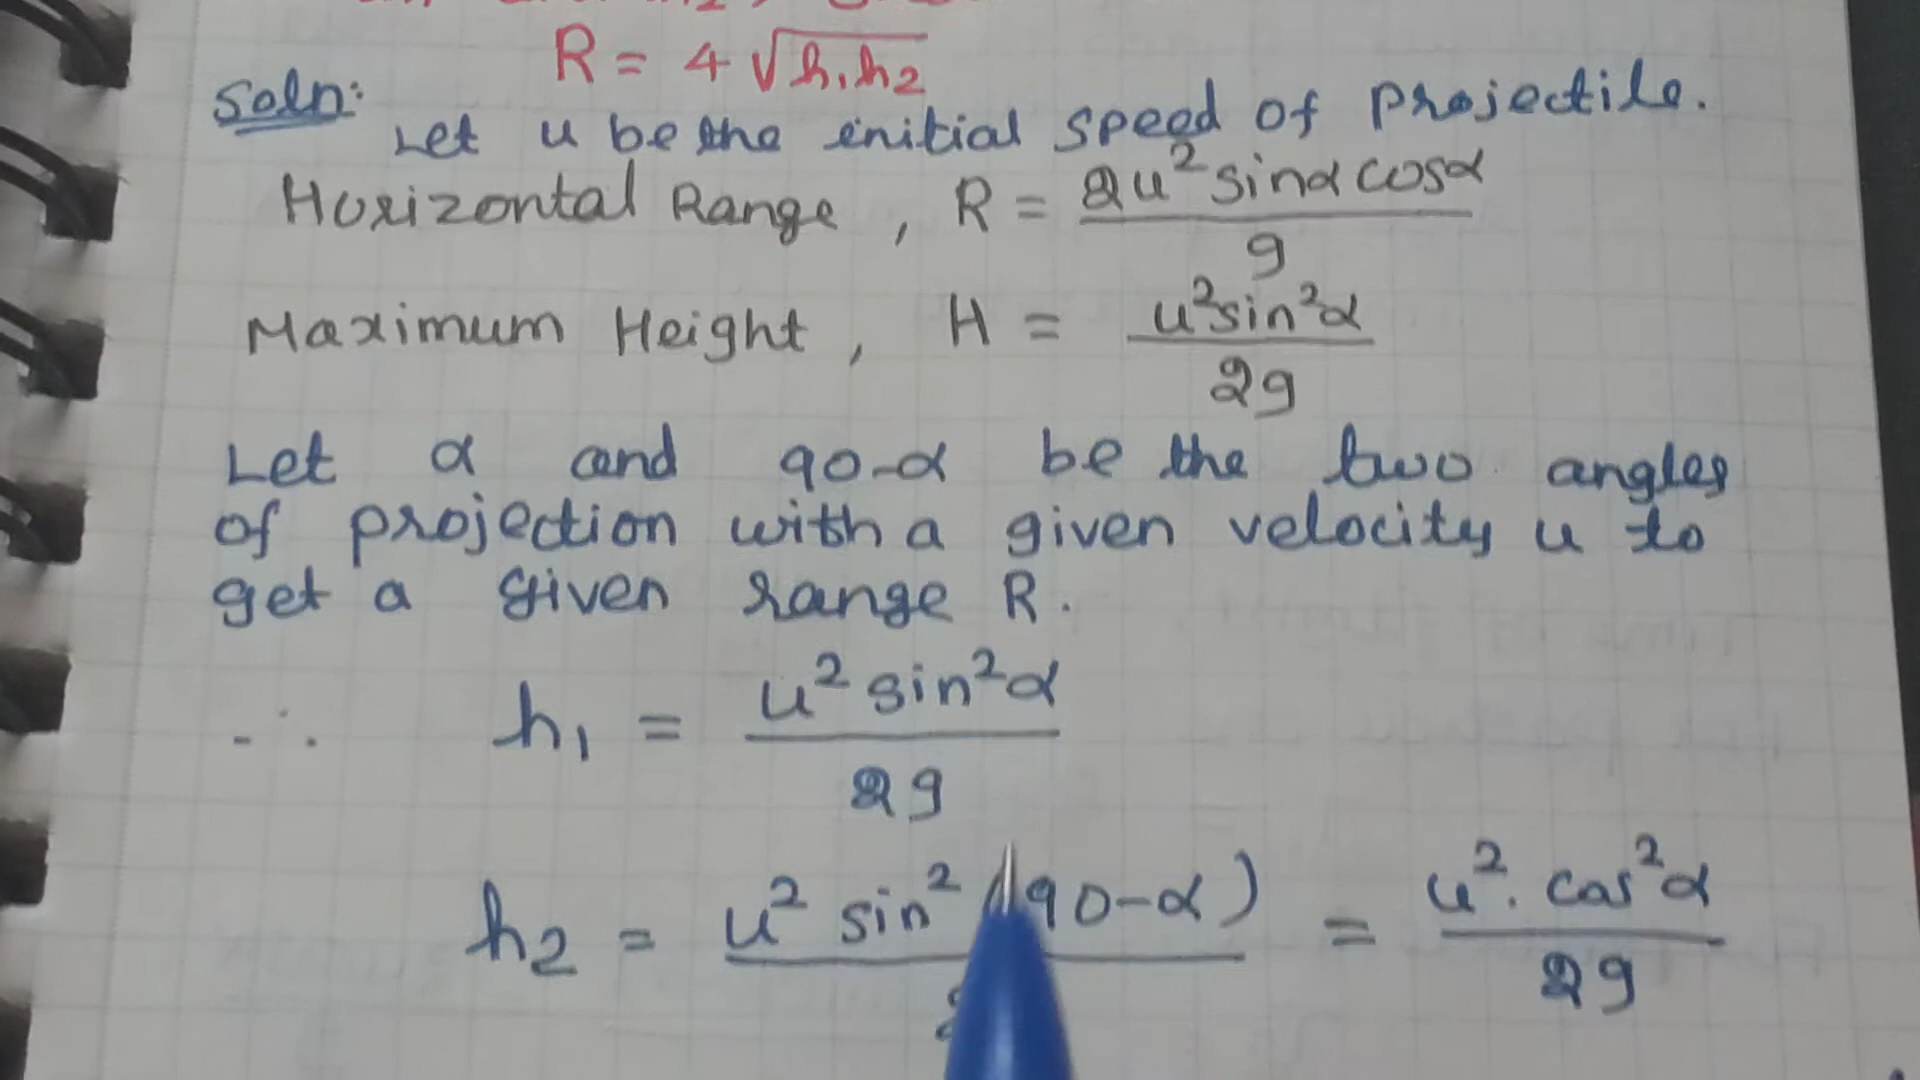 R = 4 √h₁h₂
Soln:
Let u be the initial speed of projectile.
Horizontal Range , R = 2u² sinα cosα / g
Maximum Height , H = u² sin²α / 2g
Let α and 90-α be the two angles
of projection with a given velocity u to
get a given range R.
∴ h₁ = u² sin²α / 2g
h₂ = u² sin² (90-α) / = u². cos²α / 2g